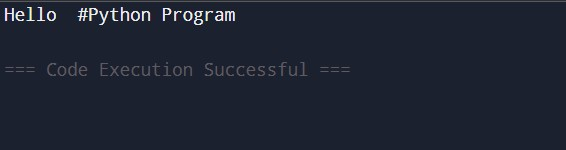 Hello  #Python Program
=== Code Execution Successful ===